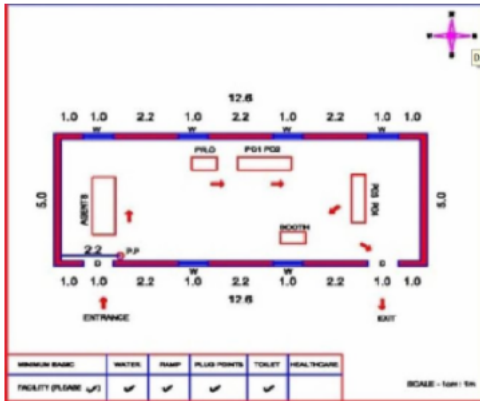 12.6
1.0 1.0 2.2 1.0 2.2 1.0 2.2 1.0 1.0
W W W W
PRO PO1 PO2
5.0 AGENTS 5.0
BOOTH
2.2 P.P
D W W D
1.0 1.0 2.2 1.0 2.2 1.0 2.2 1.0 1.0
12.6
ENTRANCE EXIT
MINIMUM BASIC WATER RAMP PLUG POINTS TOILET HEALTHCARE
FACILITY (PLEASE ✓) ✓ ✓ ✓ ✓
SCALE - 1cm : 1m